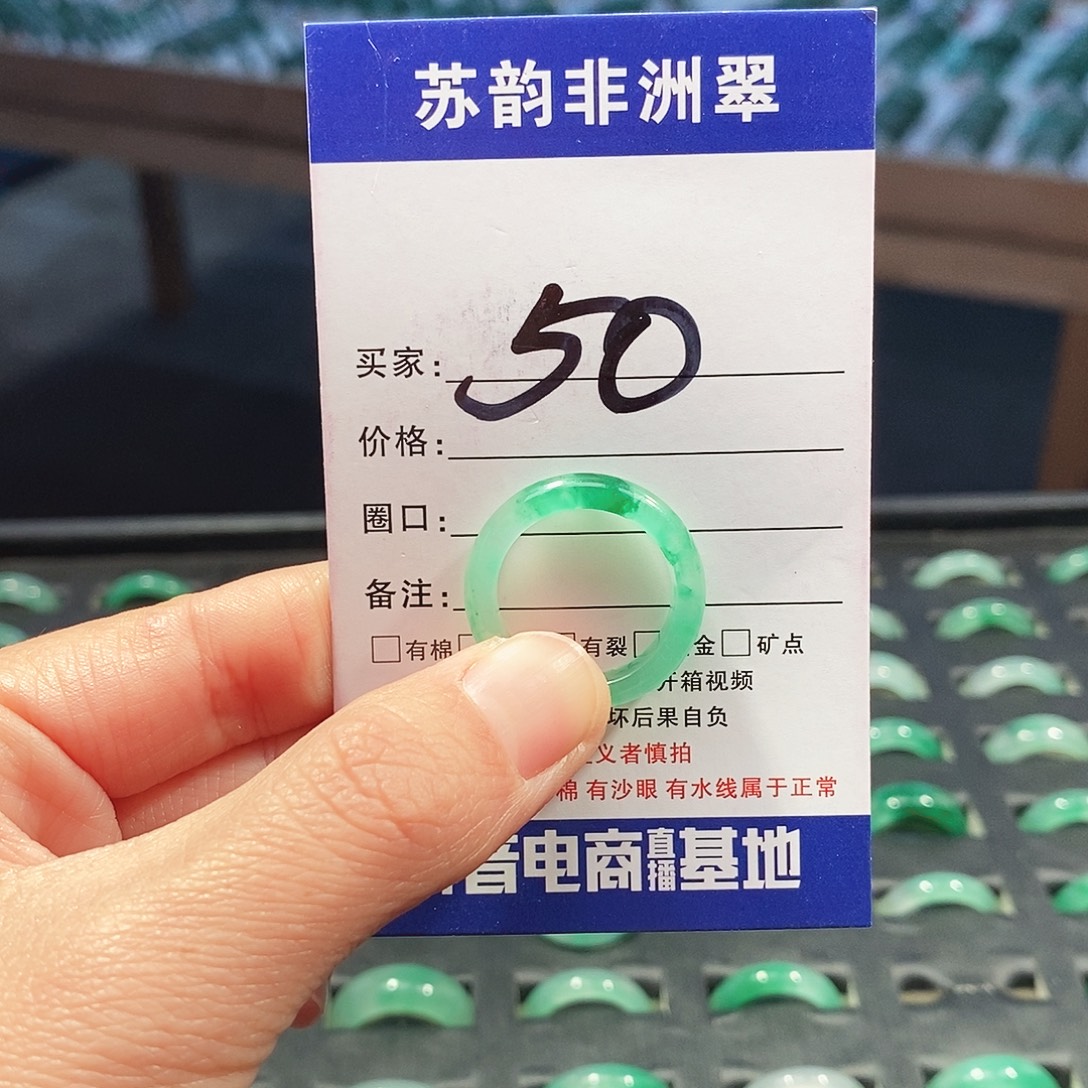 苏韵非洲翠
买家: 50
价格:
圈口:
备注:
□有棉 有裂 金 □矿点
开箱视频
坏后果自负
义者慎拍
棉 有沙眼 有水线属于正常
音电商直播基地